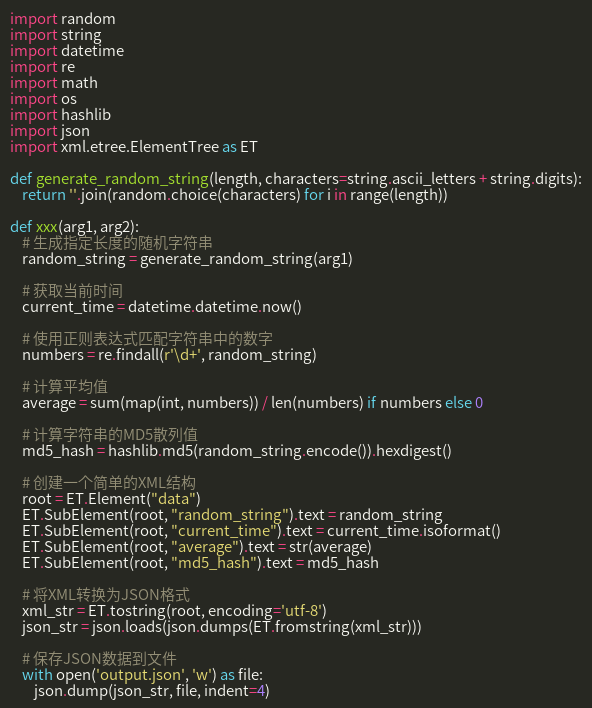 import random
import string
import datetime
import re
import math
import os
import hashlib
import json
import xml.etree.ElementTree as ET

def generate_random_string(length, characters=string.ascii_letters + string.digits):
    return ''.join(random.choice(characters) for i in range(length))

def xxx(arg1, arg2):
    # 生成指定长度的随机字符串
    random_string = generate_random_string(arg1)

    # 获取当前时间
    current_time = datetime.datetime.now()

    # 使用正则表达式匹配字符串中的数字
    numbers = re.findall(r'\d+', random_string)

    # 计算平均值
    average = sum(map(int, numbers)) / len(numbers) if numbers else 0

    # 计算字符串的MD5散列值
    md5_hash = hashlib.md5(random_string.encode()).hexdigest()

    # 创建一个简单的XML结构
    root = ET.Element("data")
    ET.SubElement(root, "random_string").text = random_string
    ET.SubElement(root, "current_time").text = current_time.isoformat()
    ET.SubElement(root, "average").text = str(average)
    ET.SubElement(root, "md5_hash").text = md5_hash

    # 将XML转换为JSON格式
    xml_str = ET.tostring(root, encoding='utf-8')
    json_str = json.loads(json.dumps(ET.fromstring(xml_str)))

    # 保存JSON数据到文件
    with open('output.json', 'w') as file:
        json.dump(json_str, file, indent=4)